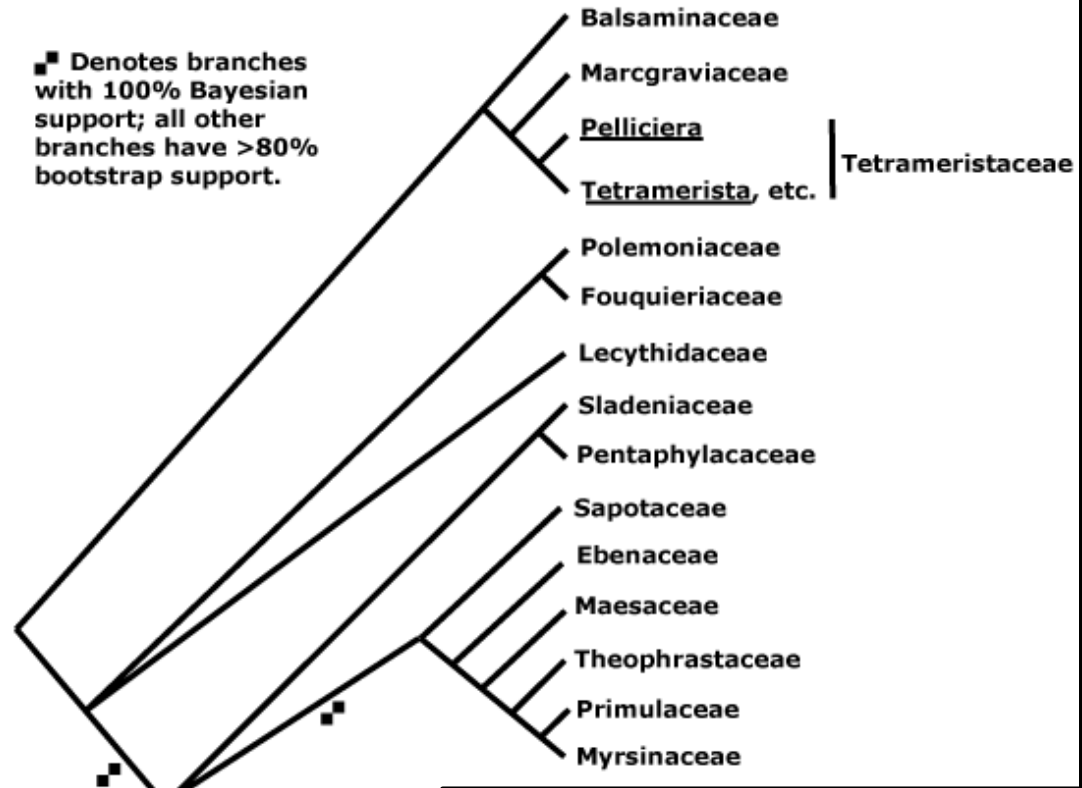 Denotes branches
with 100% Bayesian
support; all other
branches have >80%
bootstrap support.
Balsaminaceae
Marcgraviaceae
Pelliciera
Tetramerista, etc.
Tetrameristaceae
Polemoniaceae
Fouquieriaceae
Lecythidaceae
Sladeniaceae
Pentaphylacaceae
Sapotaceae
Ebenaceae
Maesaceae
Theophrastaceae
Primulaceae
Myrsinaceae